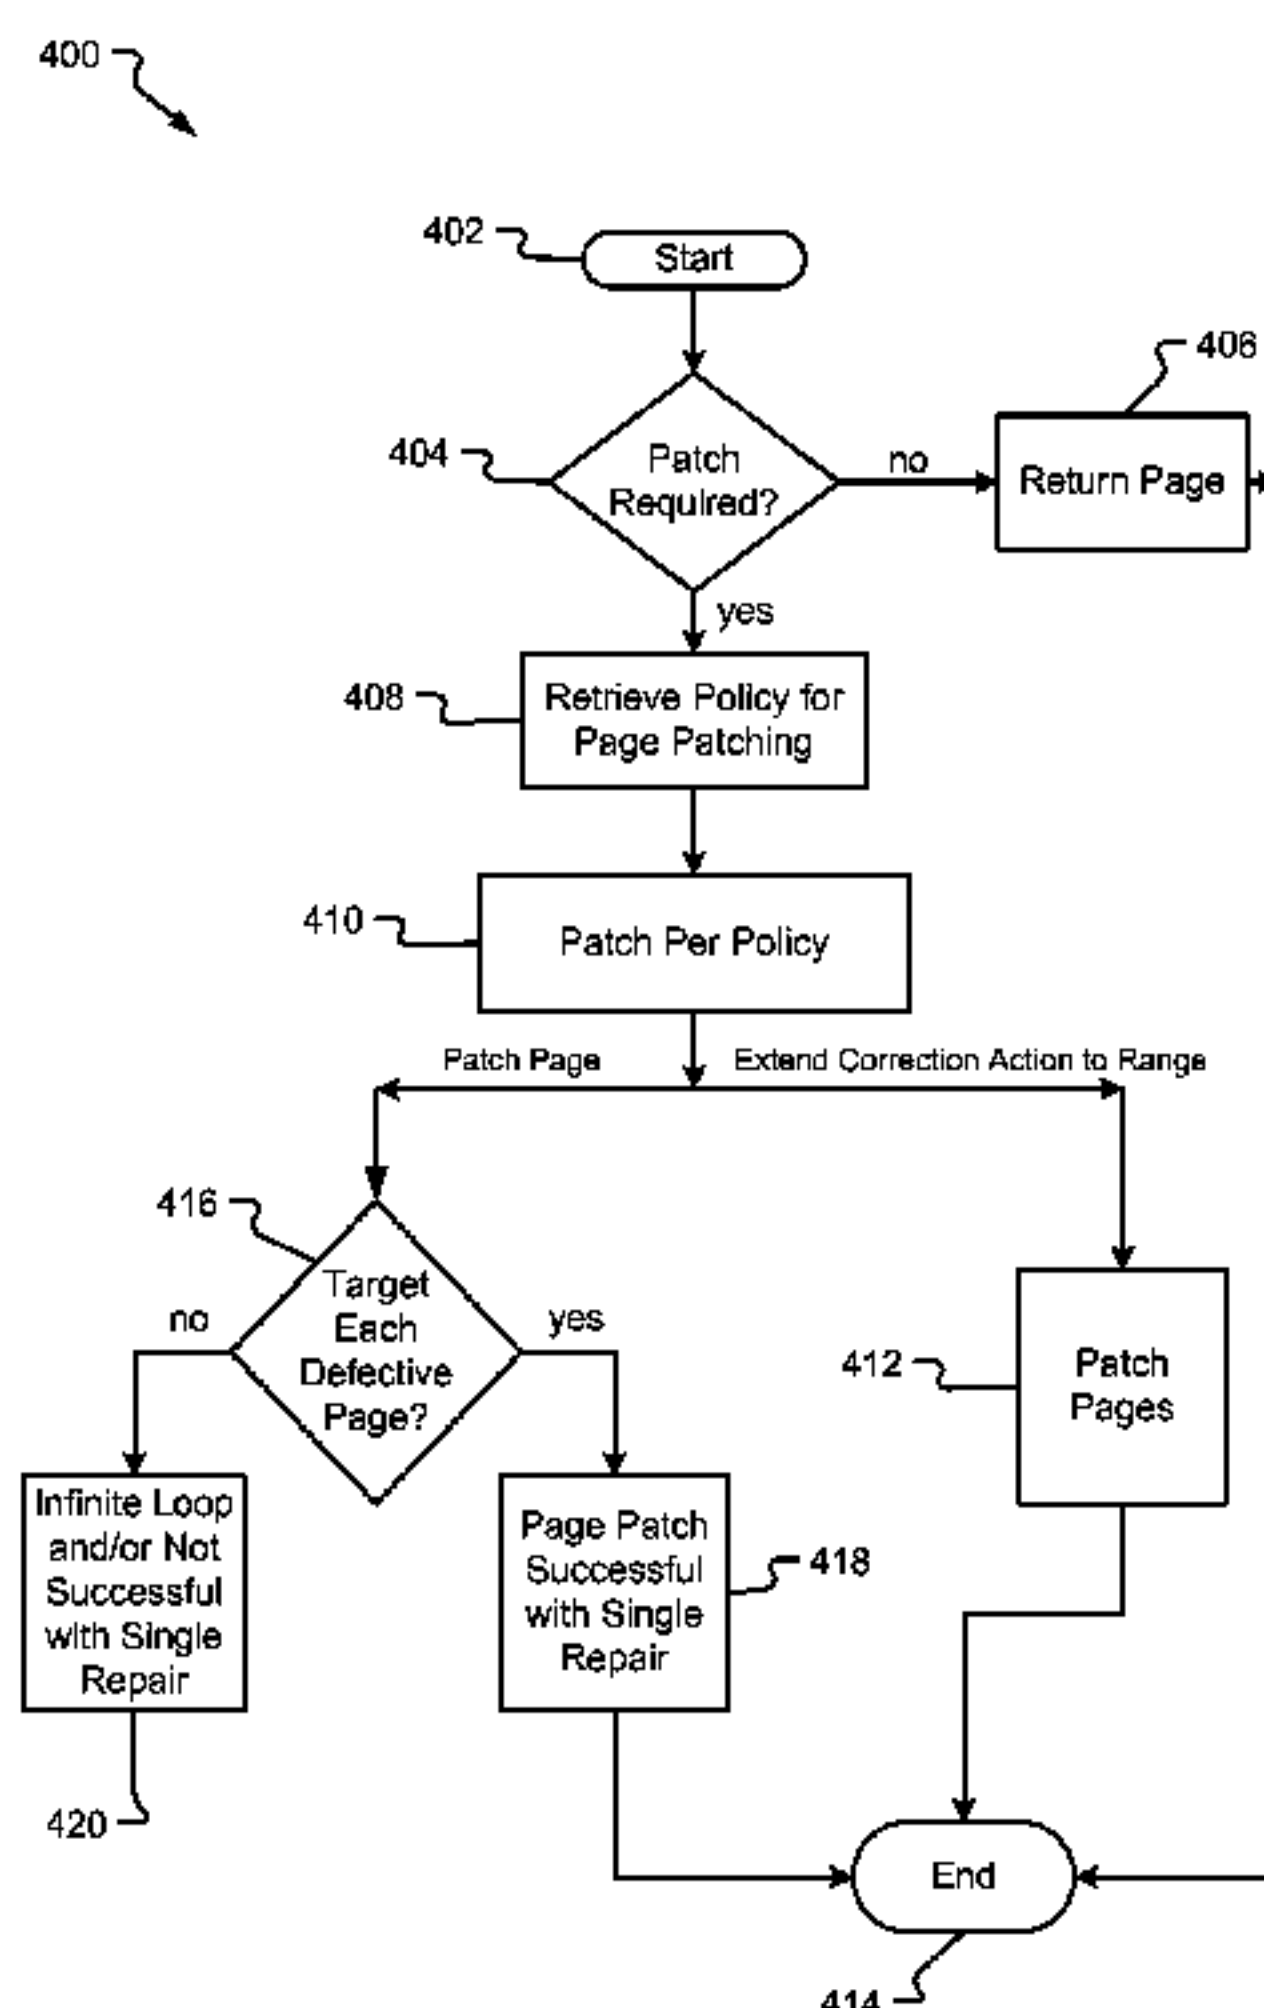 400
402
Start
406
404
Patch
Required?
no
Return Page
yes
408
Retrieve Policy for
Page Patching
410
Patch Per Policy
Patch Page
Extend Correction Action to Range
416
Target
Each
Defective
Page?
no
yes
412
Patch
Pages
Infinite Loop
and/or Not
Successful
with Single
Repair
Page Patch
Successful
with Single
Repair
418
420
End
414